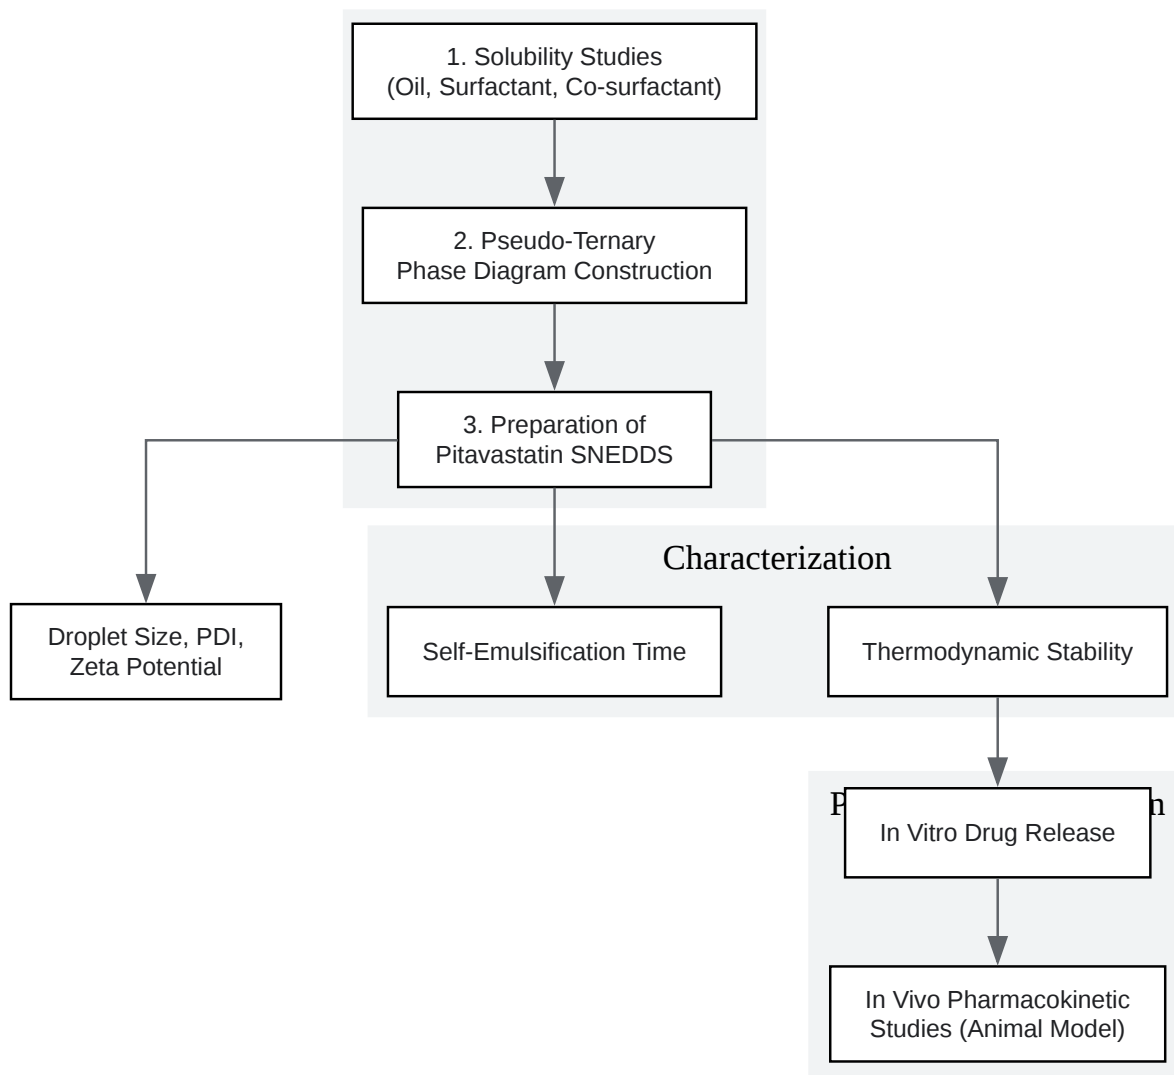 1. Solubility Studies
(Oil, Surfactant, Co-surfactant)
2. Pseudo-Ternary
Phase Diagram Construction
3. Preparation of
Pitavastatin SNEDDS
Characterization
Droplet Size, PDI,
Zeta Potential
Self-Emulsification Time
Thermodynamic Stability
In Vitro Drug Release
In Vivo Pharmacokinetic
Studies (Animal Model)